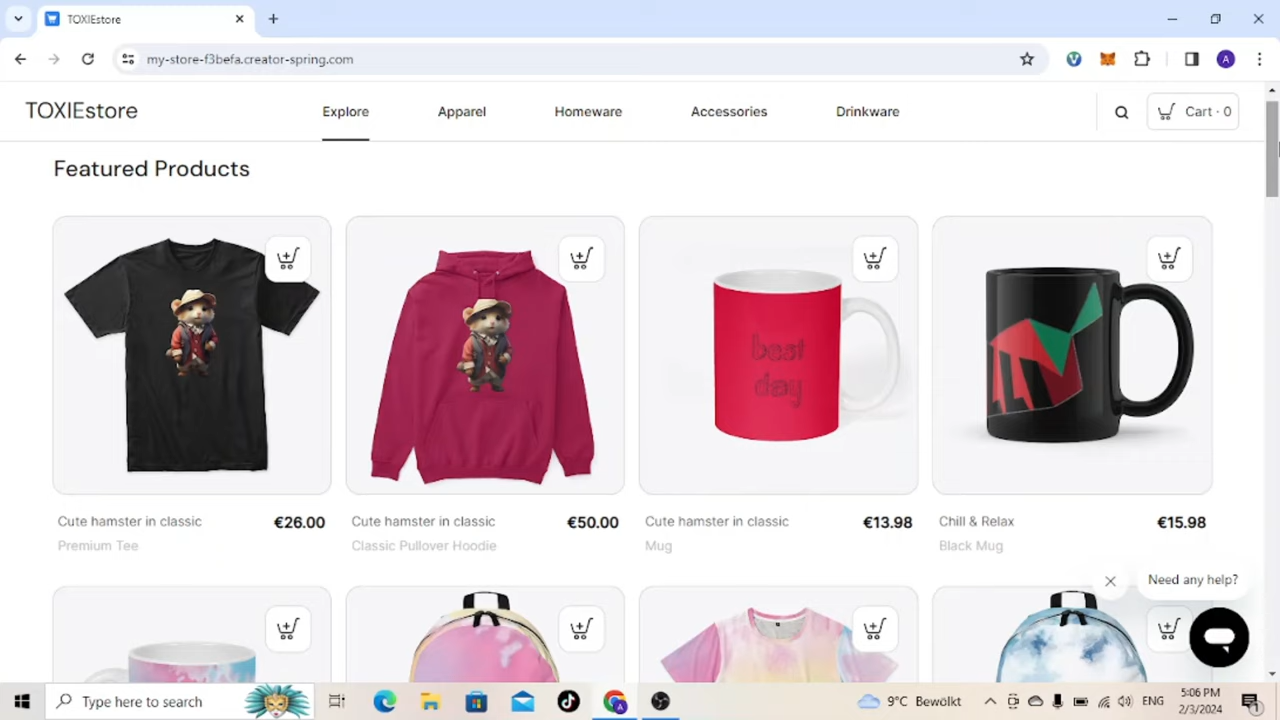 TOXIEstore
my-store-f3befa.creator-spring.com
TOXIEstore
Explore
Apparel
Homeware
Accessories
Drinkware
Cart · 0
Featured Products
best
day
Cute hamster in classic €26.00
Premium Tee
Cute hamster in classic €50.00
Classic Pullover Hoodie
Cute hamster in classic €13.98
Mug
Chill & Relax €15.98
Black Mug
Need any help?
Type here to search
9°C Bewölkt
ENG
5:06 PM
2/3/2024
A
1